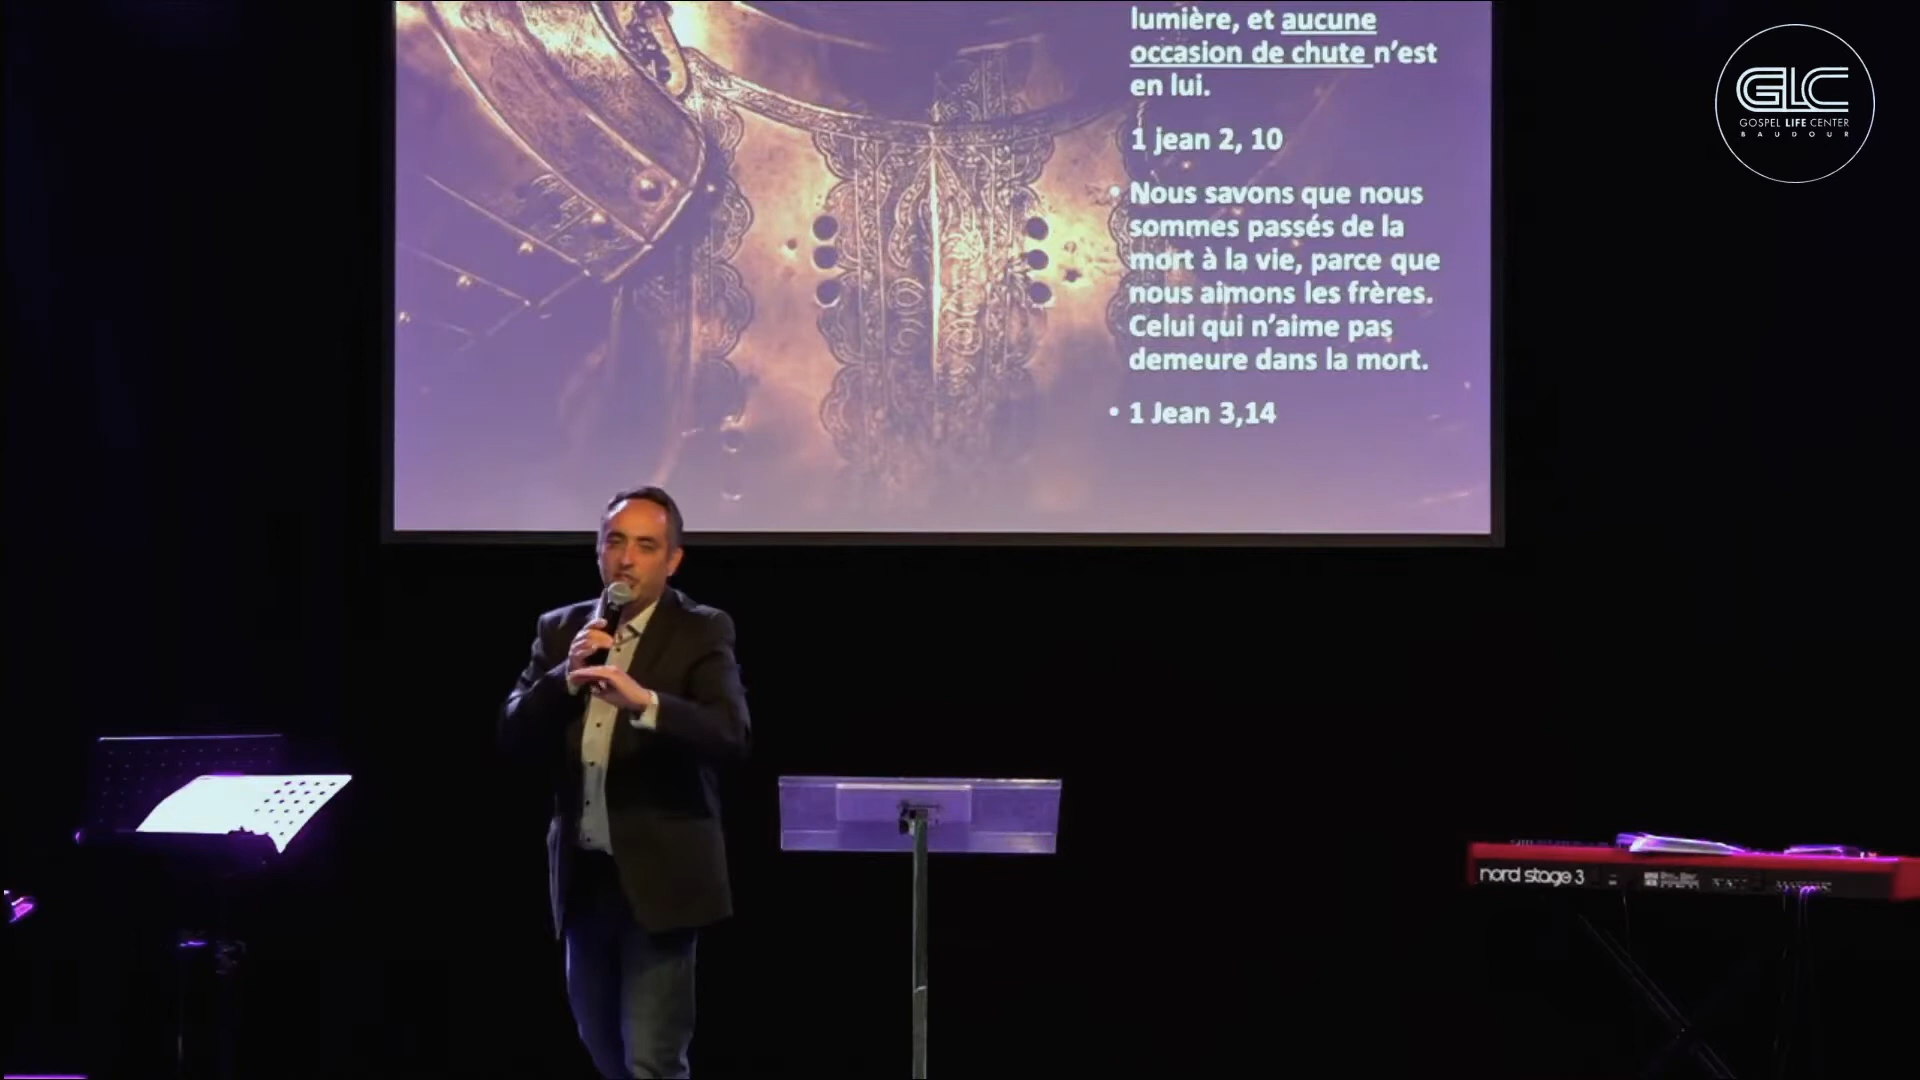 lumière, et aucune
occasion de chute n'est
en lui.
1 jean 2, 10
• Nous savons que nous
sommes passés de la
mort à la vie, parce que
nous aimons les frères.
Celui qui n'aime pas
demeure dans la mort.
• 1 Jean 3,14
GLC
GOSPEL LIFE CENTER
BAUDOUR
nord stage 3